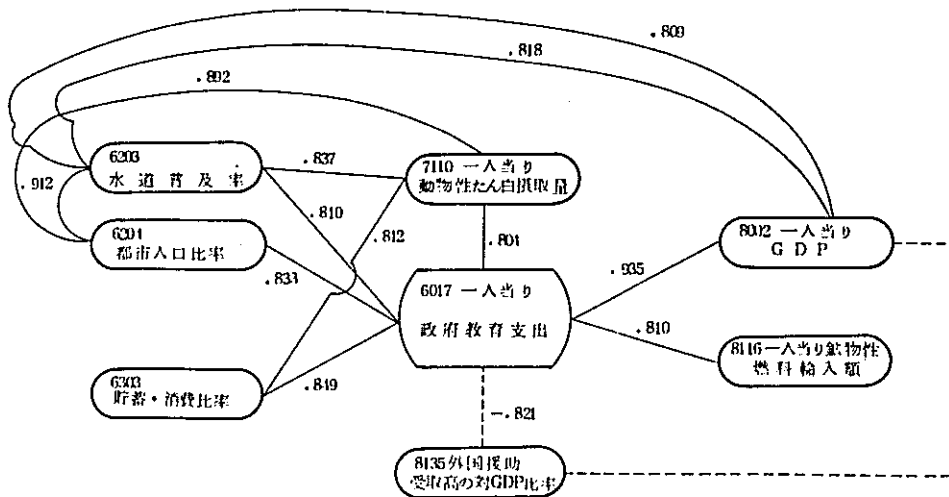 .809
.818
.892
6203
水道普及率
.837
7110 一人当り
動物性たん白摂取量
.912
.810
.812
6204
都市人口比率
.833
.801
8002 一人当り
GDP
.935
6017 一人当り
政府教育支出
.810
8116 一人当り鉱物性
燃料輸入額
6303
貯蓄・消費比率
.849
-.821
8135 外国援助
受取高の対GDP比率